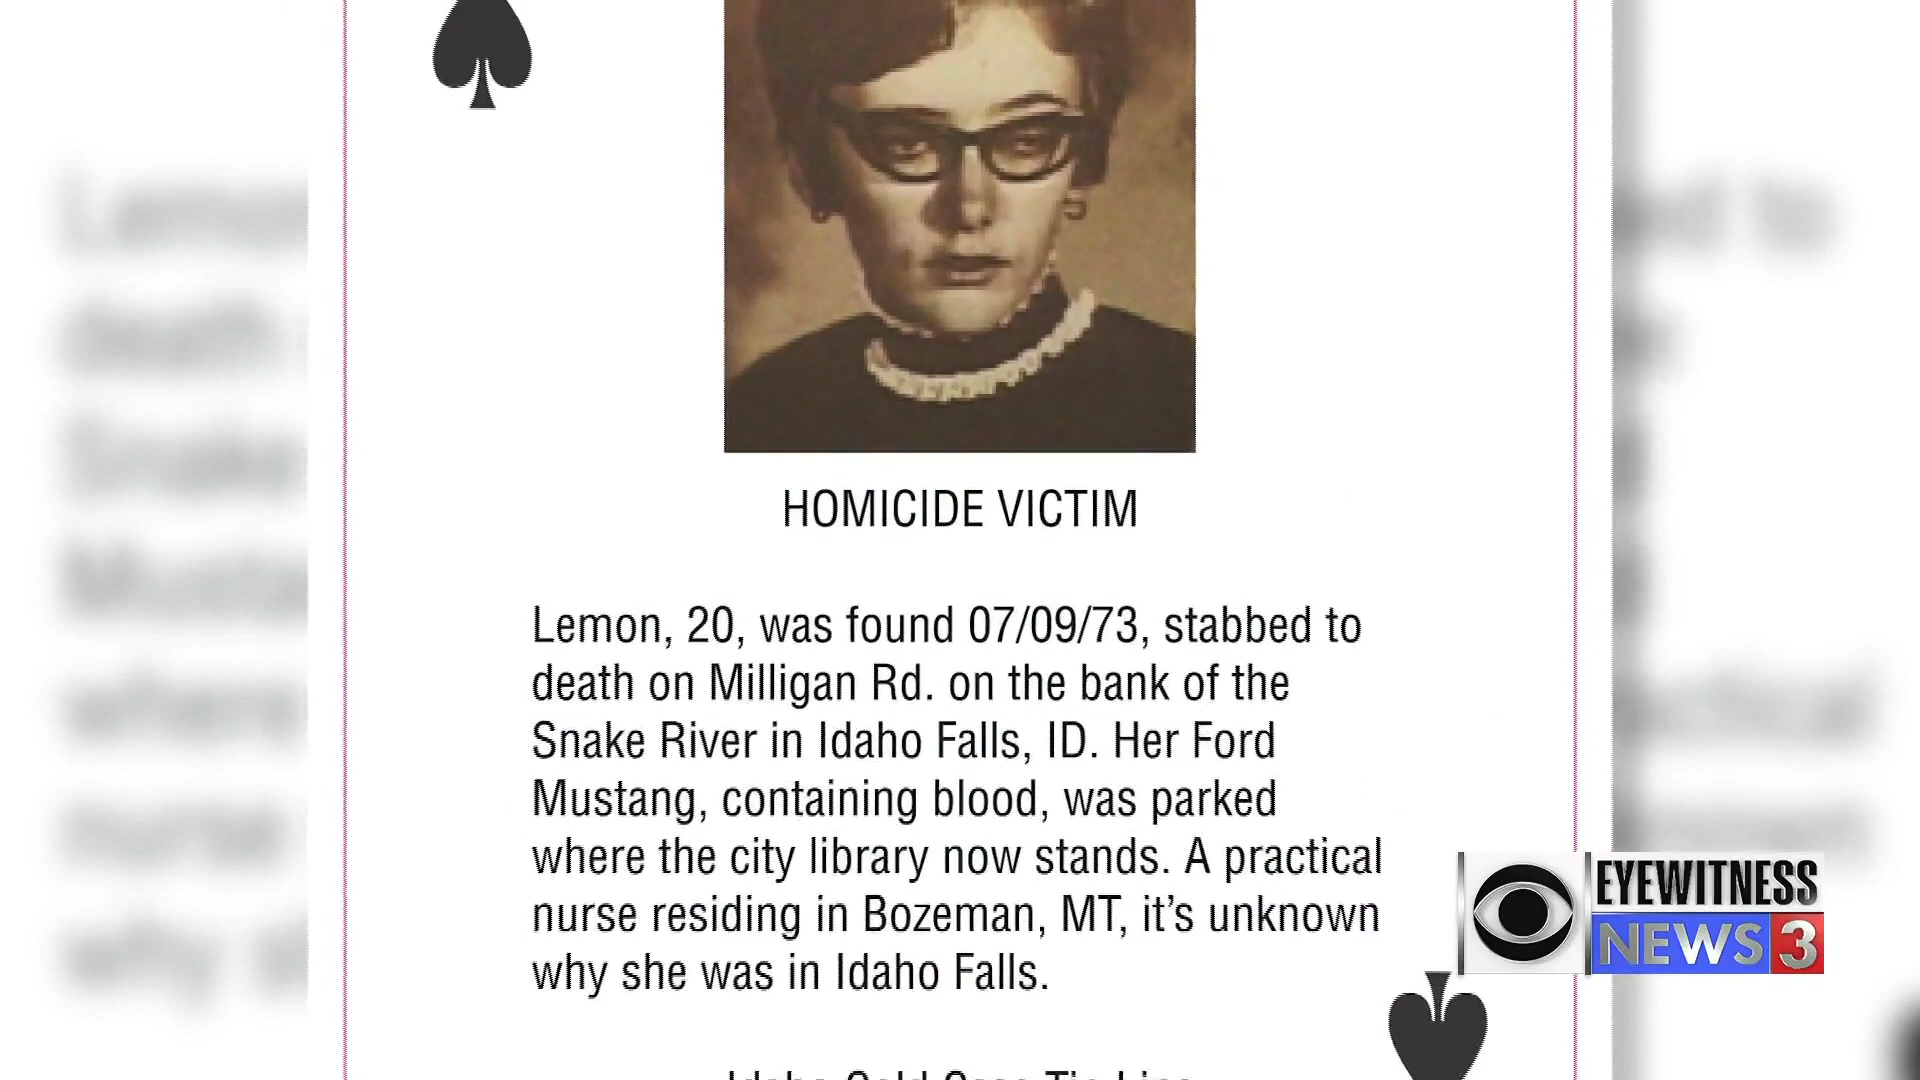 HOMICIDE VICTIM
Lemon, 20, was found 07/09/73, stabbed to
death on Milligan Rd. on the bank of the
Snake River in Idaho Falls, ID. Her Ford
Mustang, containing blood, was parked
where the city library now stands. A practical
nurse residing in Bozeman, MT, it’s unknown
why she was in Idaho Falls.
EYEWITNESS
NEWS 3